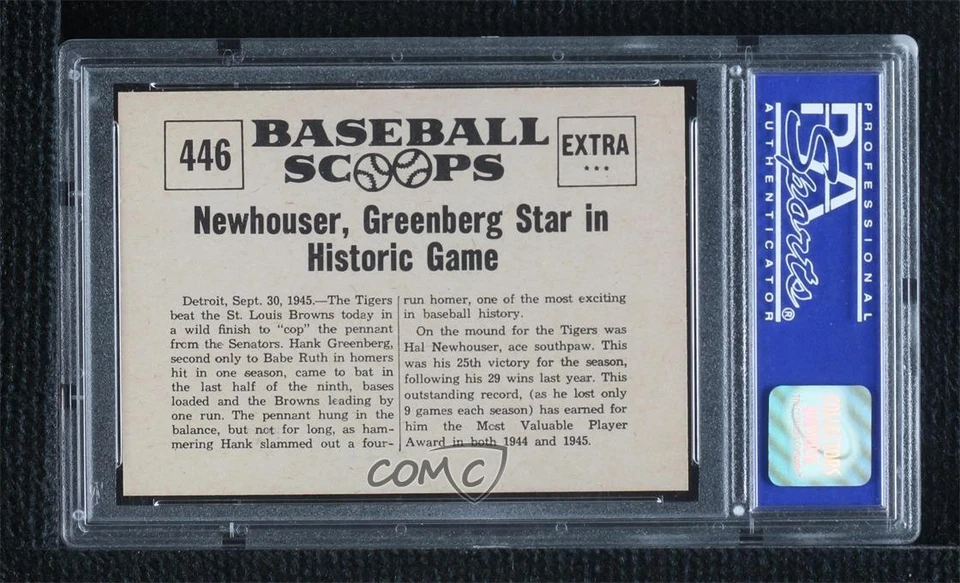 446
BASEBALL
SCOOPS
EXTRA
***
Newhouser, Greenberg Star in
Historic Game
Detroit, Sept. 30, 1945.—The Tigers
beat the St. Louis Browns today in
a wild finish to "cop" the pennant
frcm the Senators. Hank Greenberg,
second only to Babe Ruth in homers
hit in one season, came to bat in
the last half of the ninth, bases
loaded and the Browns leading by
one run. The pennant hung in the
balance, but not for long, as ham-
mering Hank slammed out a four-
run homer, one of the most exciting
in baseball history.
On the mound for the Tigers was
Hal Newhouser, ace southpaw. This
was his 25th victory for the season,
following his 29 wins last year. This
outstanding record, (as he lost only
9 games each season) has earned for
him the Most Valuable Player
Award in both 1944 and 1945.
COMC
PROFESSIONAL
PSA
Sports®
AUTHENTICATOR